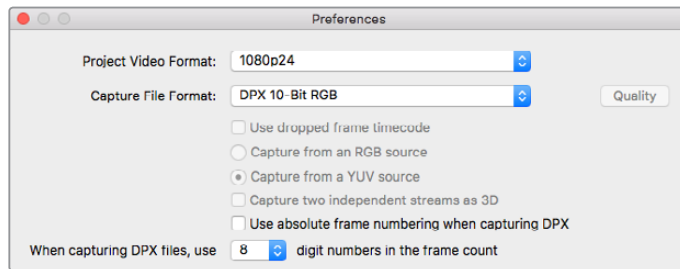 Preferences
Project Video Format: 1080p24
Capture File Format: DPX 10-Bit RGB Quality
Use dropped frame timecode
Capture from an RGB source
Capture from a YUV source
Capture two independent streams as 3D
Use absolute frame numbering when capturing DPX
When capturing DPX files, use 8 digit numbers in the frame count